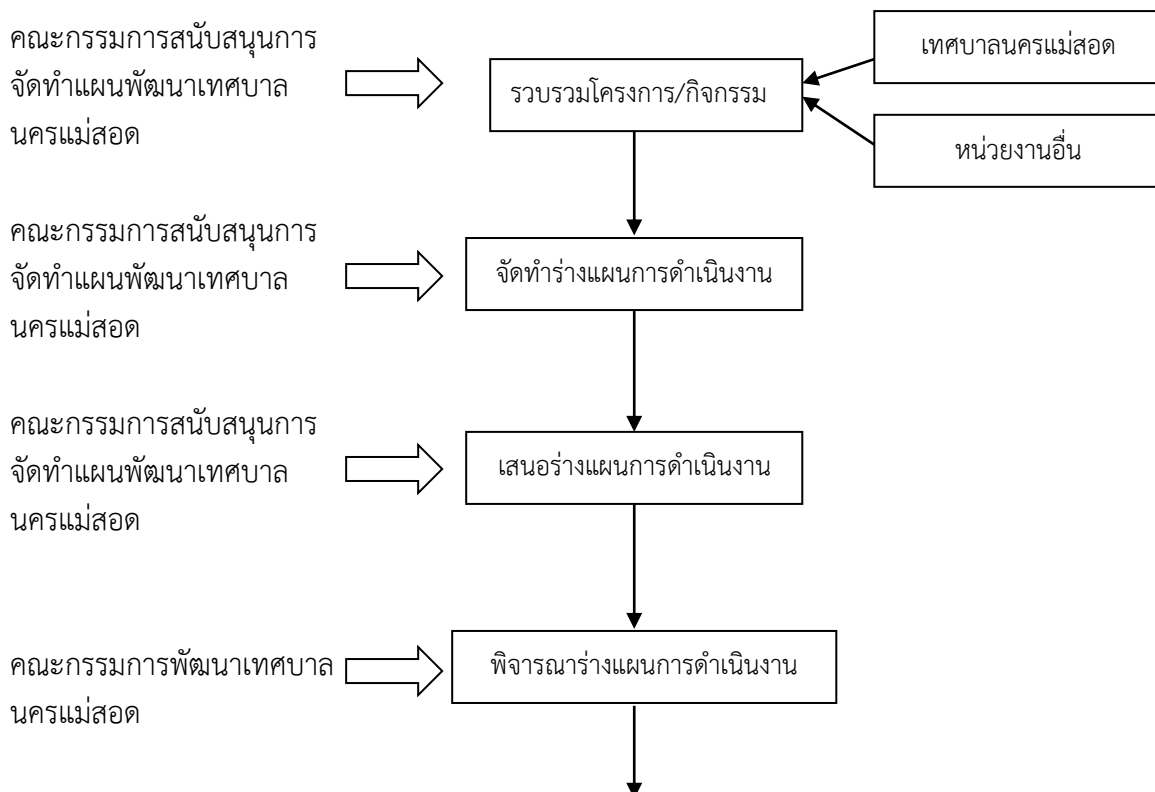 คณะกรรมการสนับสนุนการ
จัดทำแผนพัฒนาเทศบาล
นครแม่สอด
รวบรวมโครงการ/กิจกรรม
เทศบาลนครแม่สอด
หน่วยงานอื่น
คณะกรรมการสนับสนุนการ
จัดทำแผนพัฒนาเทศบาล
นครแม่สอด
จัดทำร่างแผนการดำเนินงาน
คณะกรรมการสนับสนุนการ
จัดทำแผนพัฒนาเทศบาล
นครแม่สอด
เสนอร่างแผนการดำเนินงาน
คณะกรรมการพัฒนาเทศบาล
นครแม่สอด
พิจารณาร่างแผนการดำเนินงาน